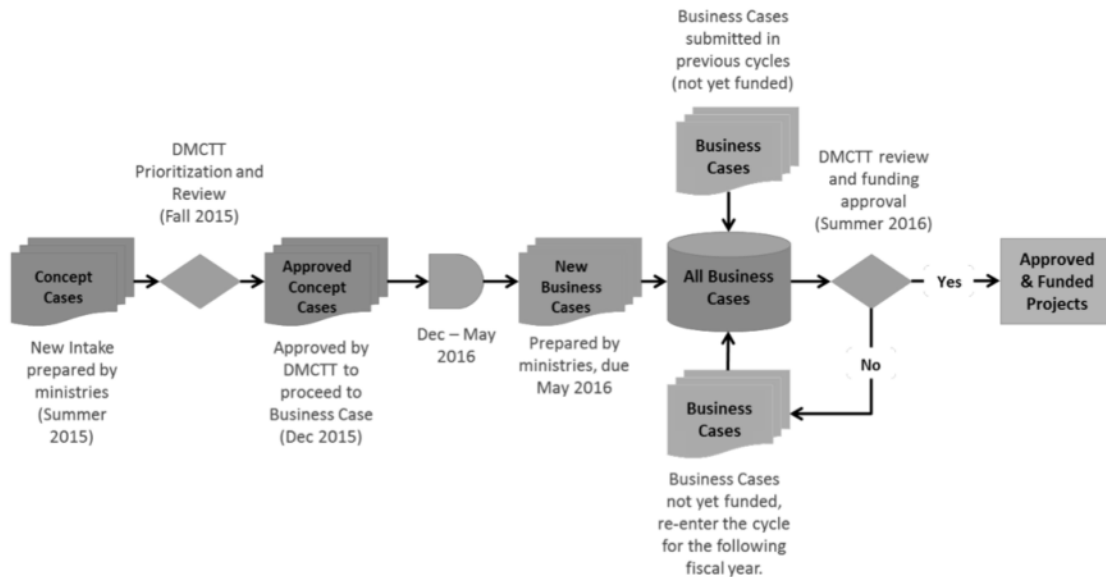 Business Cases
submitted in
previous cycles
(not yet funded)
Business
Cases
DMCTT
Prioritization and
Review
(Fall 2015)
DMCTT review
and funding
approval
(Summer 2016)
Concept
Cases
Approved
Concept
Cases
New
Business
Cases
All Business
Cases
Yes
Approved
& Funded
Projects
New Intake
prepared by
ministries
(Summer
2015)
Approved by
DMCTT to
proceed to
Business Case
(Dec 2015)
Dec – May
2016
Prepared by
ministries, due
May 2016
No
Business
Cases
Business Cases
not yet funded,
re-enter the cycle
for the following
fiscal year.